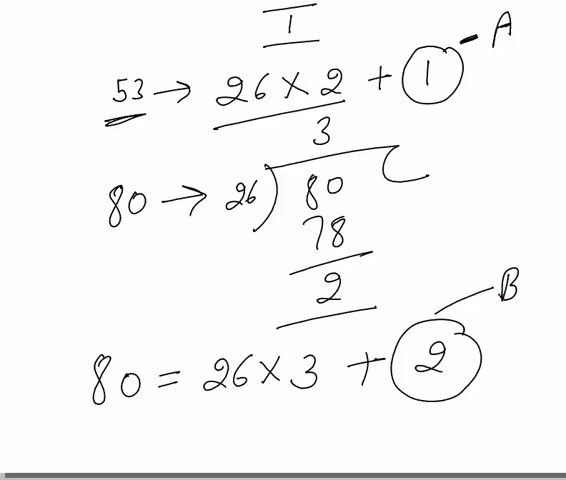 I
53 → 26 × 2 + 1 - A
3
80 → 26 ) 80
78
2
B
80 = 26 × 3 + 2